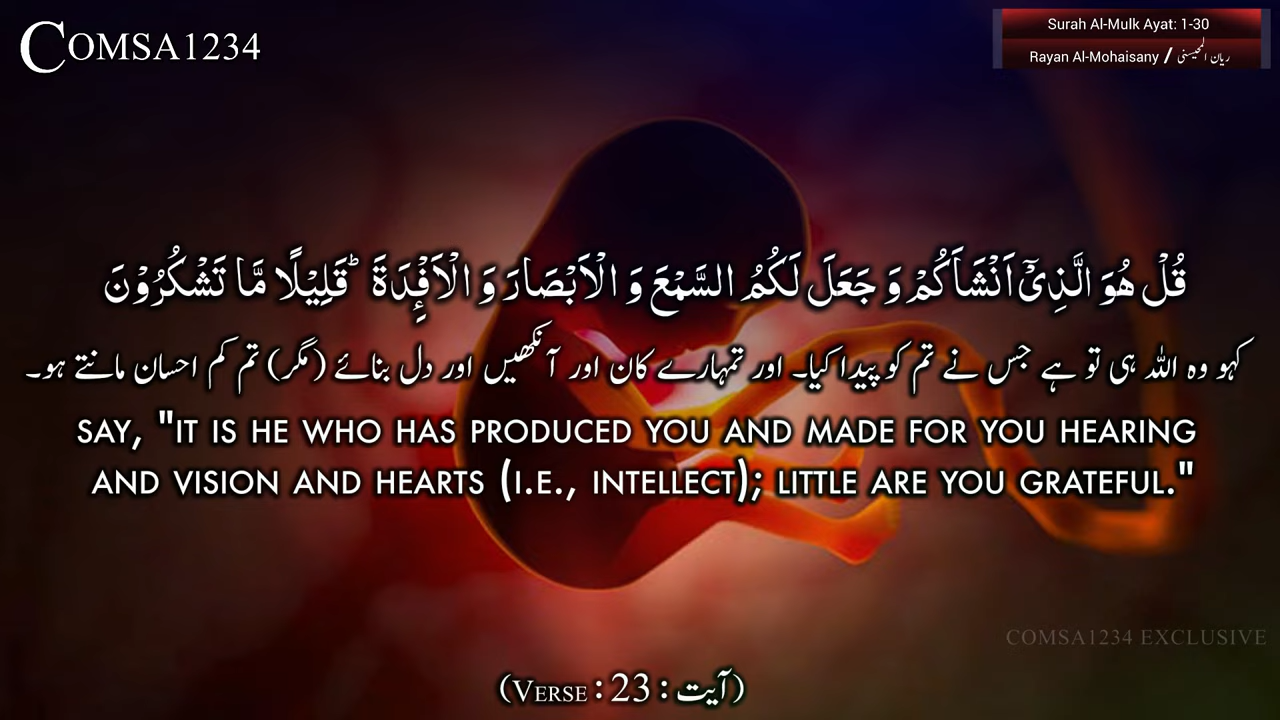 COMSA1234
Surah Al-Mulk Ayat: 1-30
Rayan Al-Mohaisany / ریان المحیسنی
قُلْ هُوَ الَّذِیْۤ اَنْشَاَكُمْ وَ جَعَلَ لَكُمُ السَّمْعَ وَ الْاَبْصَارَ وَ الْاَفْـِٕدَةَ ؕ قَلِیْلًا مَّا تَشْكُرُوْنَ
کہو وہ اللہ ہی تو ہے جس نے تم کو پیدا کیا۔ اور تمہارے کان اور آنکھیں اور دل بنائے (مگر) تم کم احسان مانتے ہو۔
SAY, "IT IS HE WHO HAS PRODUCED YOU AND MADE FOR YOU HEARING
AND VISION AND HEARTS (I.E., INTELLECT); LITTLE ARE YOU GRATEFUL."
COMSA1234 EXCLUSIVE
(VERSE : 23 : آیت)